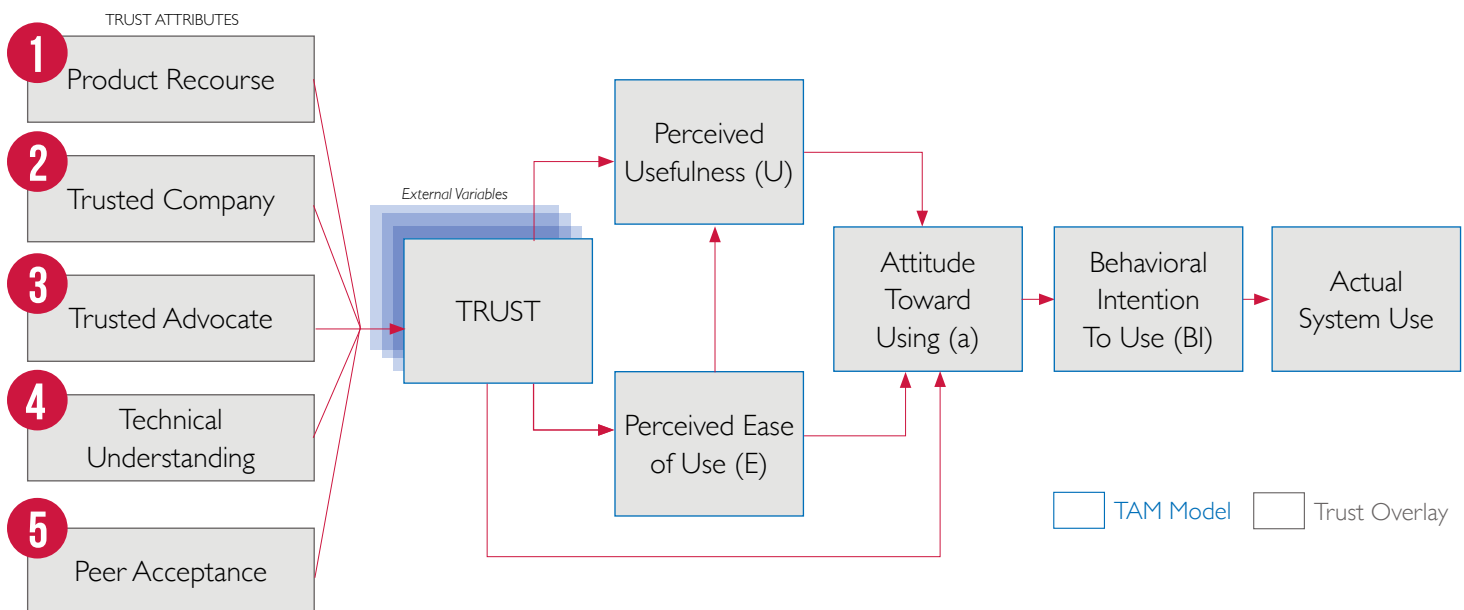 TRUST ATTRIBUTES
1
Product Recourse
2
Trusted Company
3
Trusted Advocate
4
Technical
Understanding
5
Peer Acceptance
External Variables
TRUST
Perceived
Usefulness (U)
Perceived Ease
of Use (E)
Attitude
Toward
Using (a)
Behavioral
Intention
To Use (BI)
Actual
System Use
TAM Model
Trust Overlay